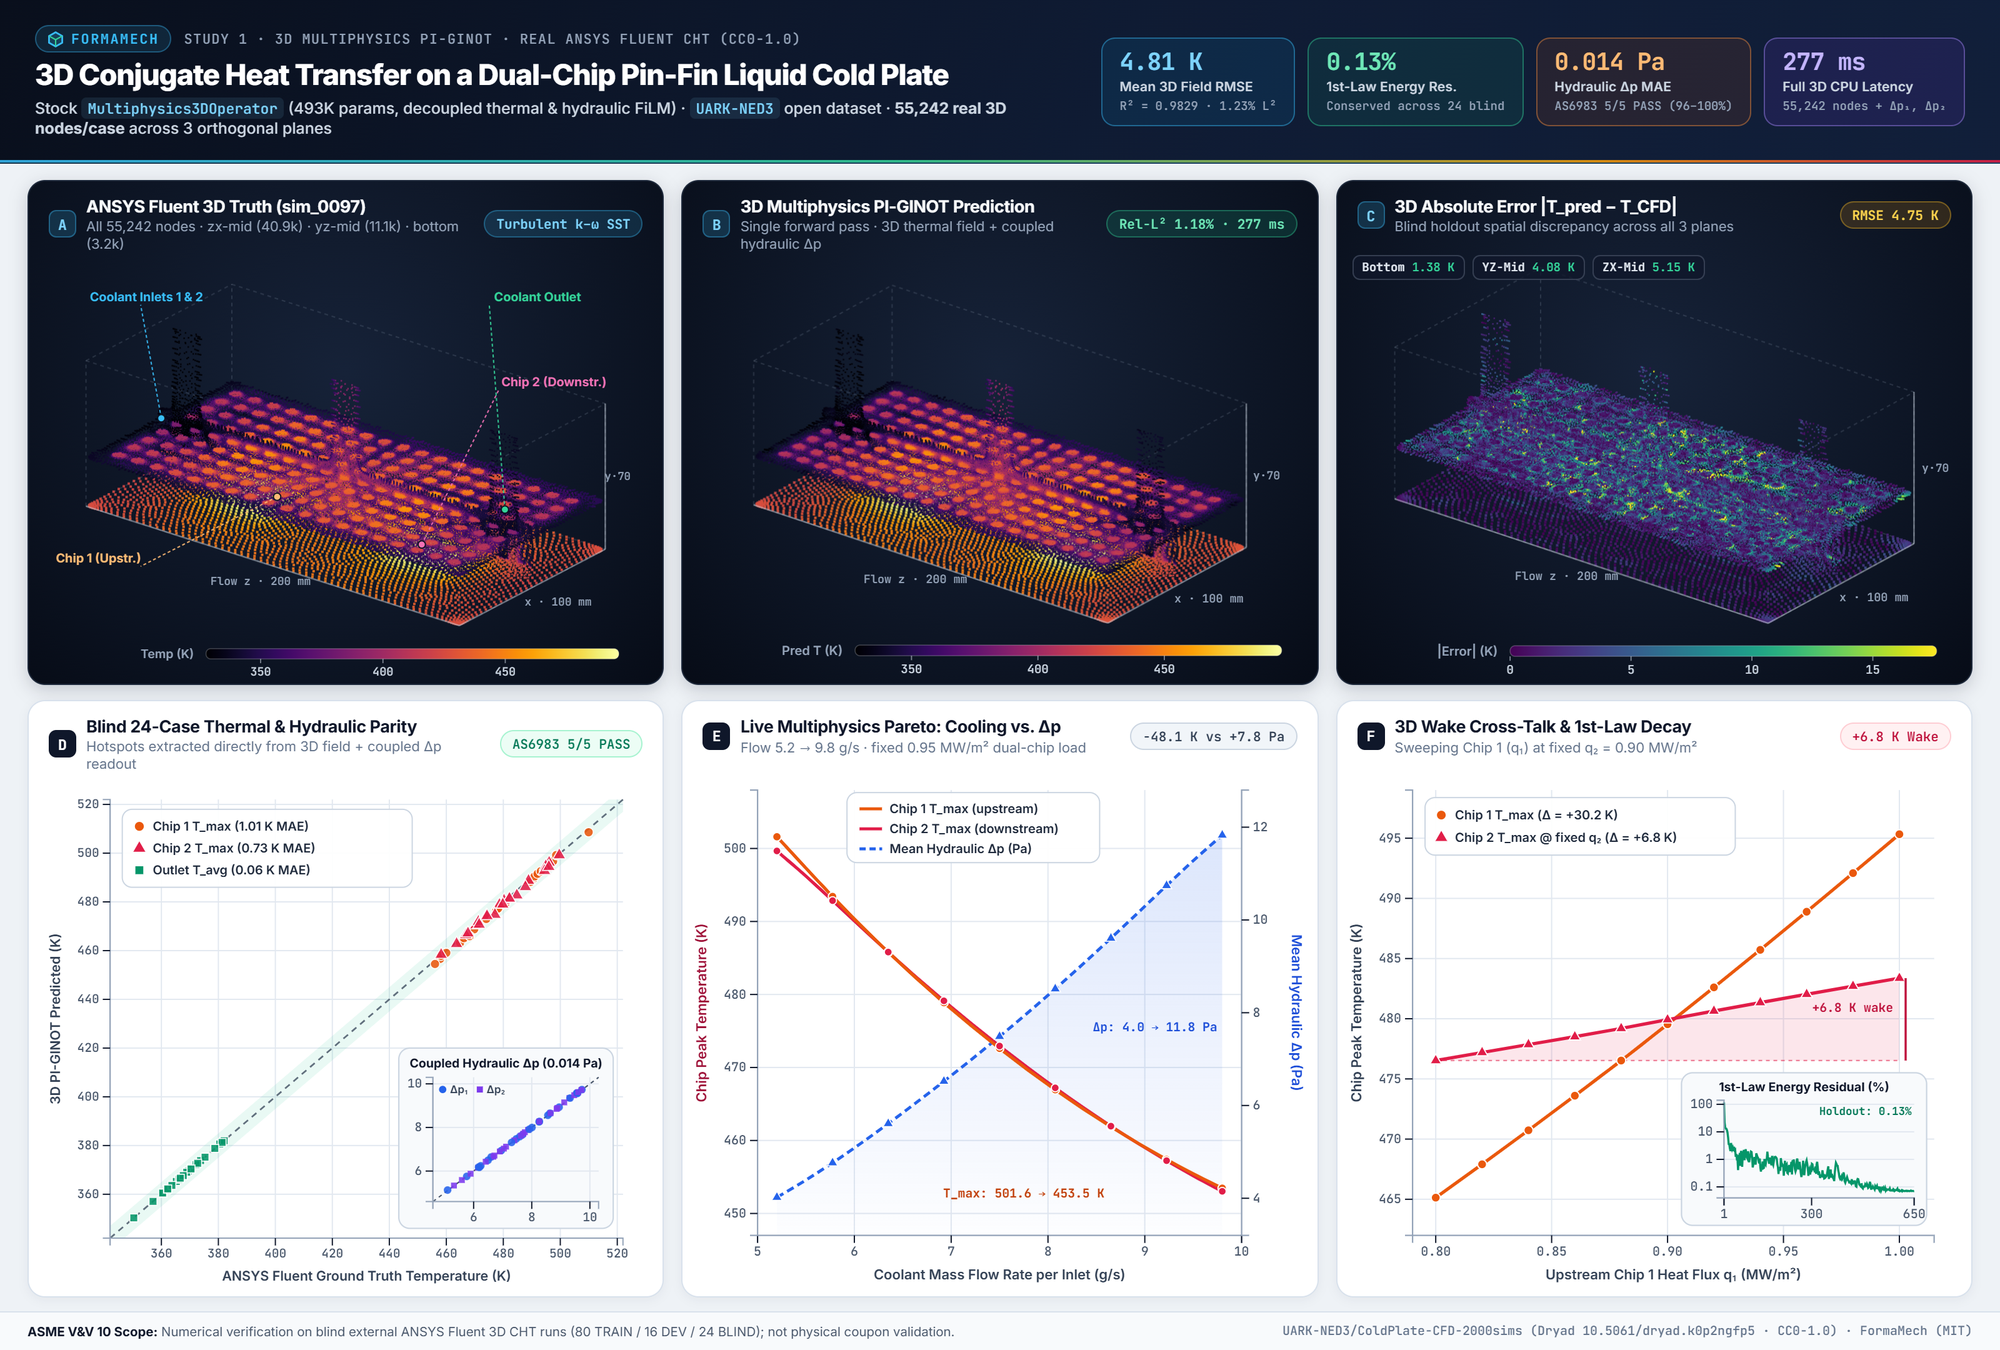 FORMAMECH STUDY 1 · 3D MULTIPHYSICS PI-GINOT · REAL ANSYS FLUENT CHT (CC0-1.0)
3D Conjugate Heat Transfer on a Dual-Chip Pin-Fin Liquid Cold Plate
Stock Multiphysics3DOperator (493K params, decoupled thermal & hydraulic FiLM) · UARK-NED3 open dataset · 55,242 real 3D
nodes/case across 3 orthogonal planes
4.81 K
Mean 3D Field RMSE
R² = 0.9829 · 1.23% L²
0.13%
1st-Law Energy Res.
Conserved across 24 blind
0.014 Pa
Hydraulic Δp MAE
AS6983 5/5 PASS (96–100%)
277 ms
Full 3D CPU Latency
55,242 nodes + Δp₁, Δp₂
A
ANSYS Fluent 3D Truth (sim_0097)
All 55,242 nodes · zx-mid (40.9k) · yz-mid (11.1k) · bottom
(3.2k)
Turbulent k-ω SST
Coolant Inlets 1 & 2
Coolant Outlet
Chip 2 (Downstr.)
y·70
Chip 1 (Upstr.)
Flow z · 200 mm
x · 100 mm
Temp (K)
350 400 450
B
3D Multiphysics PI-GINOT Prediction
Single forward pass · 3D thermal field + coupled
hydraulic Δp
Rel-L² 1.18% · 277 ms
y·70
Flow z · 200 mm
x · 100 mm
Pred T (K)
350 400 450
C
3D Absolute Error |T_pred − T_CFD|
Blind holdout spatial discrepancy across all 3 planes
RMSE 4.75 K
Bottom 1.38 K YZ-Mid 4.08 K ZX-Mid 5.15 K
y·70
Flow z · 200 mm
x · 100 mm
|Error| (K)
0 5 10 15
D
Blind 24-Case Thermal & Hydraulic Parity
Hotspots extracted directly from 3D field + coupled Δp
readout
AS6983 5/5 PASS
Chip 1 T_max (1.01 K MAE)
Chip 2 T_max (0.73 K MAE)
Outlet T_avg (0.06 K MAE)
520
500
480
460
440
420
400
380
360
3D PI-GINOT Predicted (K)
Coupled Hydraulic Δp (0.014 Pa)
Δp₁ Δp₂
10
8
6
6 8 10
360 380 400 420 440 460 480 500 520
ANSYS Fluent Ground Truth Temperature (K)
E
Live Multiphysics Pareto: Cooling vs. Δp
Flow 5.2 → 9.8 g/s · fixed 0.95 MW/m² dual-chip load
-48.1 K vs +7.8 Pa
Chip 1 T_max (upstream)
Chip 2 T_max (downstream)
Mean Hydraulic Δp (Pa)
500
490
480
470
460
450
Chip Peak Temperature (K)
12
10
8
6
4
Mean Hydraulic Δp (Pa)
Δp: 4.0 → 11.8 Pa
T_max: 501.6 → 453.5 K
5 6 7 8 9 10
Coolant Mass Flow Rate per Inlet (g/s)
F
3D Wake Cross-Talk & 1st-Law Decay
Sweeping Chip 1 (q₁) at fixed q₂ = 0.90 MW/m²
+6.8 K Wake
Chip 1 T_max (Δ = +30.2 K)
Chip 2 T_max @ fixed q₂ (Δ = +6.8 K)
495
490
485
480
475
470
465
Chip Peak Temperature (K)
+6.8 K wake
1st-Law Energy Residual (%)
Holdout: 0.13%
100
10
1
0.1
1 300 650
0.80 0.85 0.90 0.95 1.00
Upstream Chip 1 Heat Flux q₁ (MW/m²)
ASME V&V 10 Scope: Numerical verification on blind external ANSYS Fluent 3D CHT runs (80 TRAIN / 16 DEV / 24 BLIND); not physical coupon validation.
UARK-NED3/ColdPlate-CFD-2000sims (Dryad 10.5061/dryad.k0p2ngfp5 · CC0-1.0) · FormaMech (MIT)